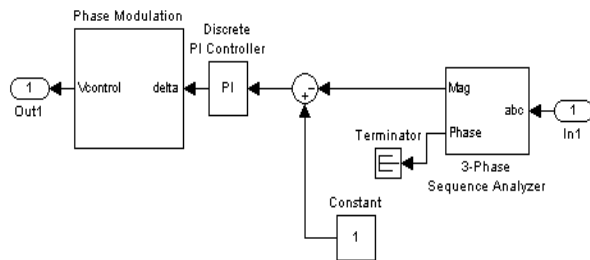 Phase Modulation
Discrete
PI Controller
1
Out1
Vcontrol
delta
PI
-
+
Mag
Phase
abc
1
In1
Terminator
3-Phase
Sequence Analyzer
Constant
1